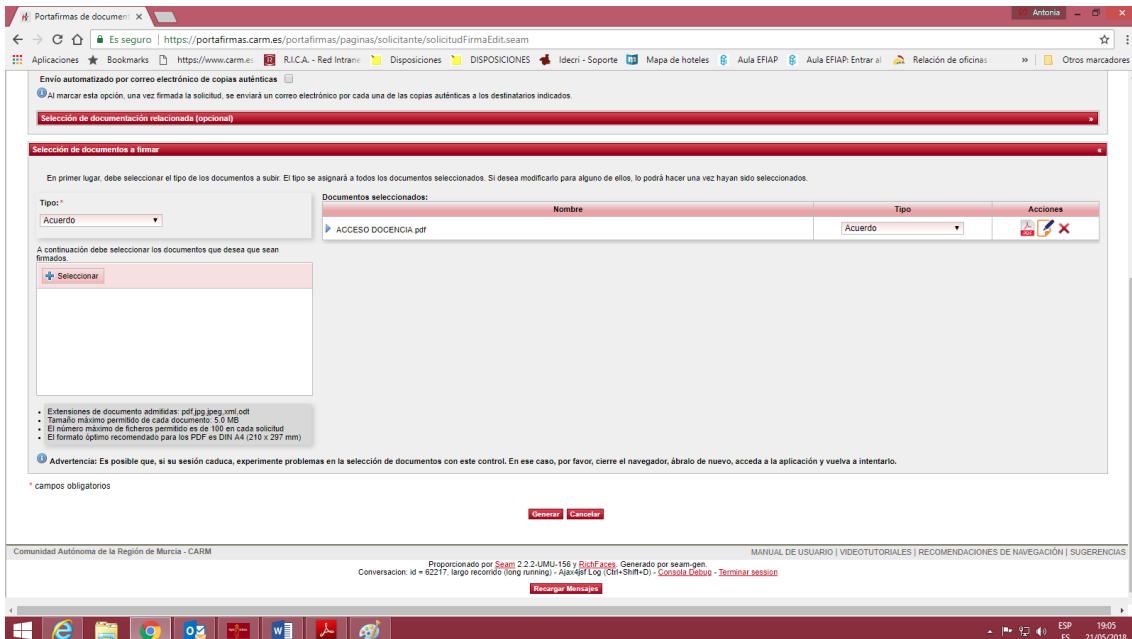 Portafirmas de document
Antonia
Es seguro | https://portafirmas.carm.es/portafirmas/paginas/solicitante/solicitudFirmaEdit.seam
Aplicaciones Bookmarks https://www.carm.es R.I.C.A. - Red Intrane Disposiciones DISPOSICIONES Idecri - Soporte Mapa de hoteles Aula EFIAP Aula EFIAP: Entrar al Relación de oficinas » Otros marcadores
Envío automatizado por correo electrónico de copias auténticas
Al marcar esta opción, una vez firmada la solicitud, se enviará un correo electrónico por cada una de las copias auténticas a los destinatarios indicados.
Selección de documentación relacionada (opcional) »
Selección de documentos a firmar «
En primer lugar, debe seleccionar el tipo de los documentos a subir. El tipo se asignará a todos los documentos seleccionados. Si desea modificarlo para alguno de ellos, lo podrá hacer una vez hayan sido seleccionados.
Tipo: *
Acuerdo
Documentos seleccionados:
Nombre Tipo Acciones
ACCESO DOCENCIA.pdf Acuerdo PDF
A continuación debe seleccionar los documentos que desea que sean
firmados.
Seleccionar
Extensiones de documento admitidas: pdf,jpg,jpeg,xml,odt
Tamaño máximo permitido de cada documento: 5.0 MB
El número máximo de ficheros permitido es de 100 en cada solicitud
El formato óptimo recomendado para los PDF es DIN A4 (210 x 297 mm)
Advertencia: Es posible que, si su sesión caduca, experimente problemas en la selección de documentos con este control. En ese caso, por favor, cierre el navegador, ábralo de nuevo, acceda a la aplicación y vuelva a intentarlo.
* campos obligatorios
Generar Cancelar
Comunidad Autónoma de la Región de Murcia - CARM MANUAL DE USUARIO | VIDEOTUTORIALES | RECOMENDACIONES DE NAVEGACIÓN | SUGERENCIAS
Proporcionado por Seam 2.2.2-UMU-156 y RichFaces. Generado por seam-gen.
Conversacion: id = 62217, largo recorrido (long running) - Ajax4jsf Log (Ctrl+Shift+D) - Consola Debug - Terminar session
Recargar Mensajes
ESP 19:05
ES 21/05/2018